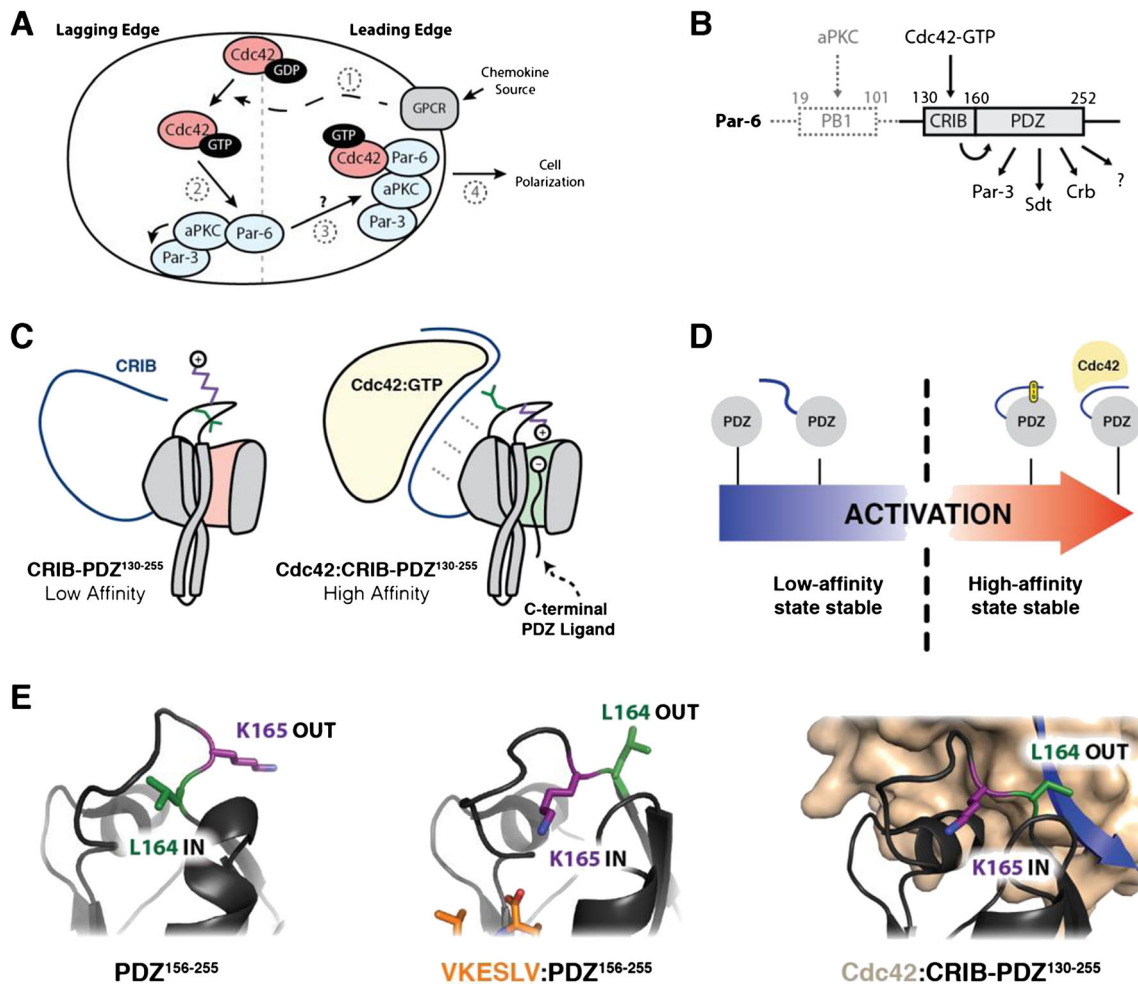 A
Lagging Edge
Leading Edge
Cdc42
GDP
1
GPCR
Chemokine
Source
Cdc42
GTP
GTP
Cdc42
Par-6
aPKC
Par-3
2
?
3
4
Cell
Polarization
aPKC
Par-6
Par-3
B
aPKC
Cdc42-GTP
19
101
130
160
252
Par-6
PB1
CRIB
PDZ
Par-3
Sdt
Crb
?
C
CRIB
+
Cdc42:GTP
+
−
CRIB-PDZ130-255
Low Affinity
Cdc42:CRIB-PDZ130-255
High Affinity
C-terminal
PDZ Ligand
D
Cdc42
PDZ
PDZ
PDZ
PDZ
ACTIVATION
Low-affinity
state stable
High-affinity
state stable
E
K165 OUT
L164 IN
PDZ156-255
L164 OUT
K165 IN
VKESLV:PDZ156-255
L164 OUT
K165 IN
Cdc42:CRIB-PDZ130-255